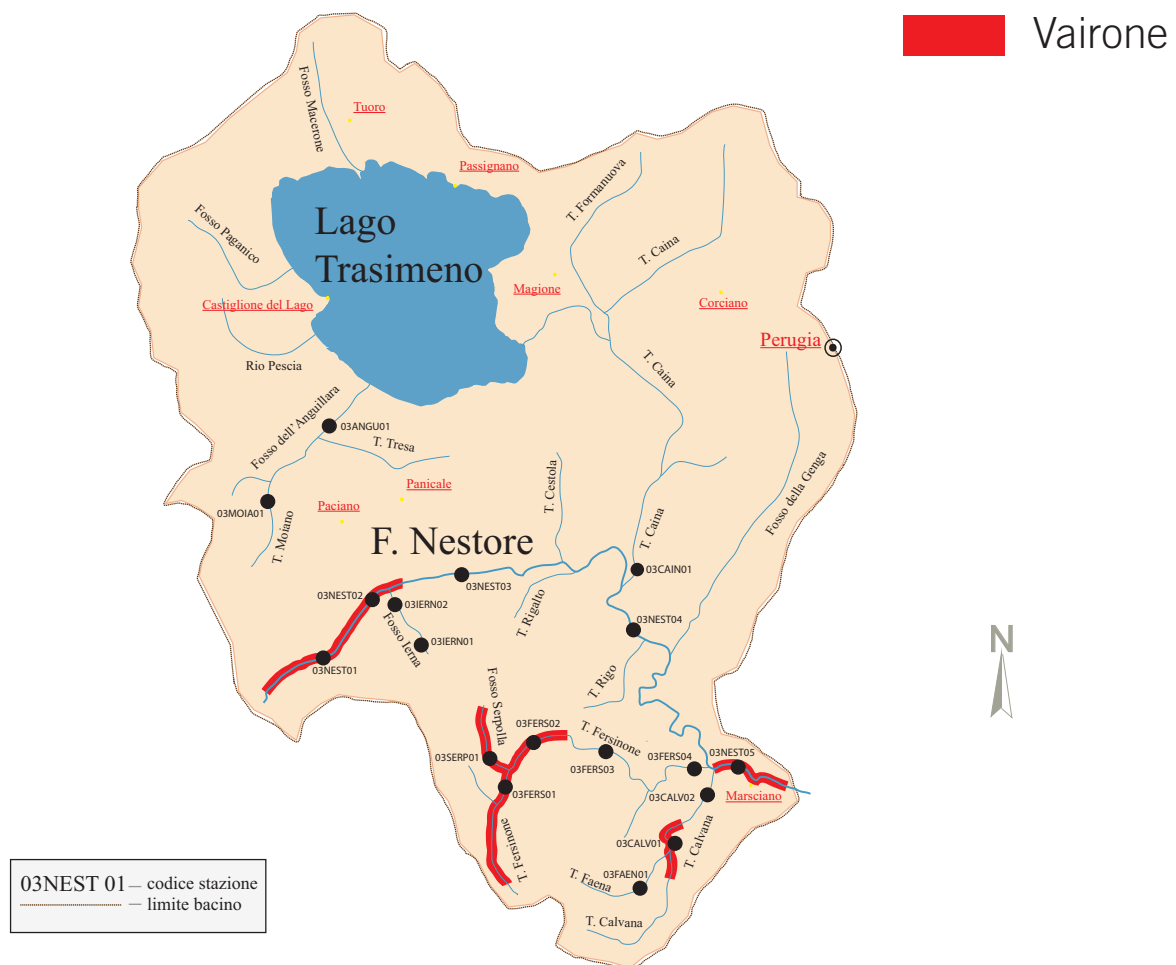 Vairone
Tuoro
Fosso Macerone
Passignano
T. Formanuova
Lago
Trasimeno
Fosso Paganico
T. Caina
Magione
Corciano
Castiglione del Lago
Perugia
Rio Pescia
T. Caina
Fosso dell'Anguillara
03ANGU01
T. Tresa
Fosso della Genga
T. Cestola
Panicale
Paciano
03MOIA01
T. Moiano
F. Nestore
T. Caina
03CAIN01
03NEST03
03NEST02
03IERN02
T. Rigalto
Fosso Ierna
03IERN01
03NEST04
03NEST01
T. Rigo
N
Fosso Serpolla
03FERS02
T. Fersinone
03SERP01
03FERS03
03FERS04
03NEST05
03FERS01
03CALV02
Marsciano
T. Fersinone
03CALV01
T. Calvana
03FAEN01
T. Faena
T. Calvana
03NEST 01 – codice stazione
– limite bacino